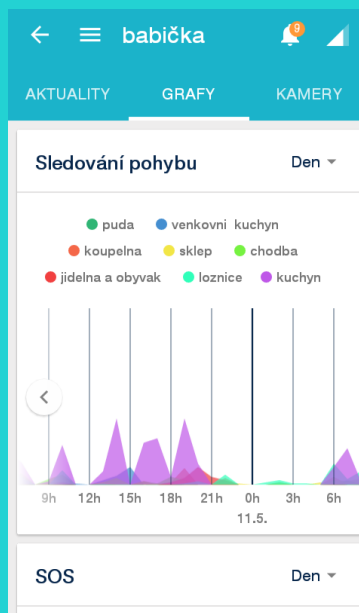 babička
9
AKTUALITY GRAFY KAMERY
Sledování pohybu Den
puda venkovni kuchyn
koupelna sklep chodba
jidelna a obyvak loznice kuchyn
9h 12h 15h 18h 21h 0h 3h 6h
11.5.
SOS Den